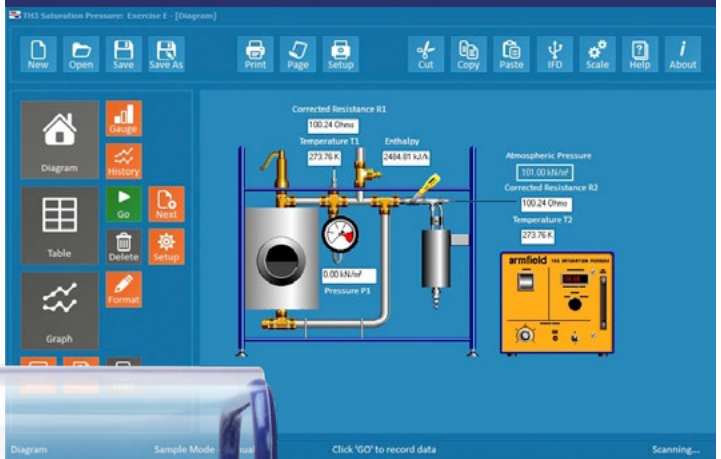 TH3 Saturation Pressure: Exercise E - [Diagram]
New Open Save Save As Print Page Setup Cut Copy Paste IFD Scale Help About
Diagram
Gauge
History
Table
Go
Next
Delete
Setup
Graph
Format
Corrected Resistance R1
100.24 Ohms
Temperature T1
273.76 K
Enthalpy
2484.81 kJ/k
Atmospheric Pressure
101.00 kN/m²
Corrected Resistance R2
100.24 Ohms
Temperature T2
273.76 K
0.00 kN/m²
Pressure P1
armfield TH3 SATURATION PRESSURE
Diagram
Sample Mode
Click 'GO' to record data
Scanning...